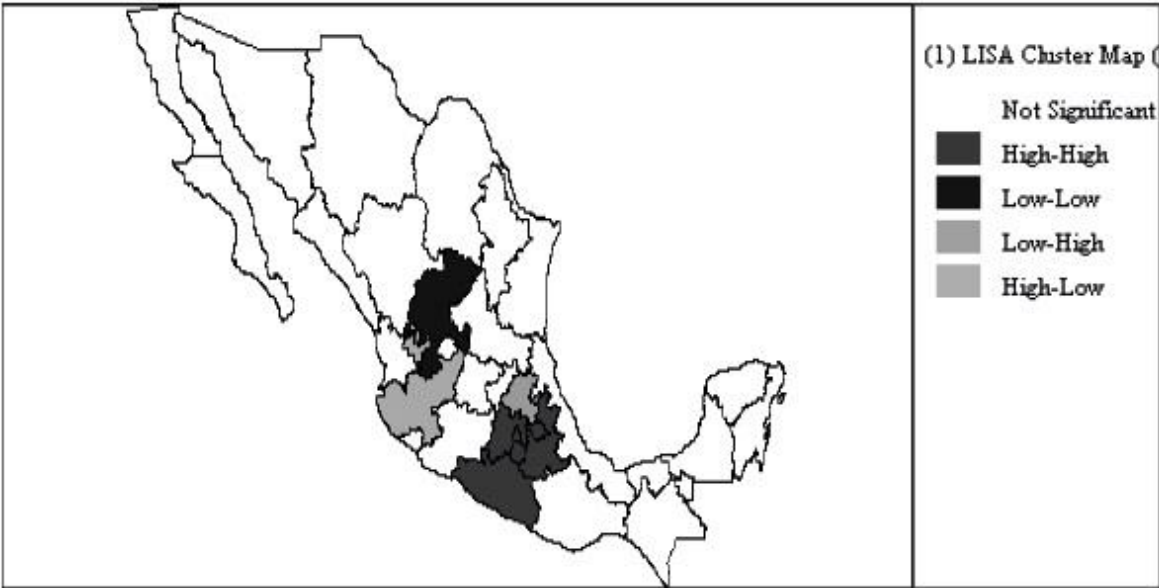 (1) LISA Cluster Map (
Not Significant
High-High
Low-Low
Low-High
High-Low